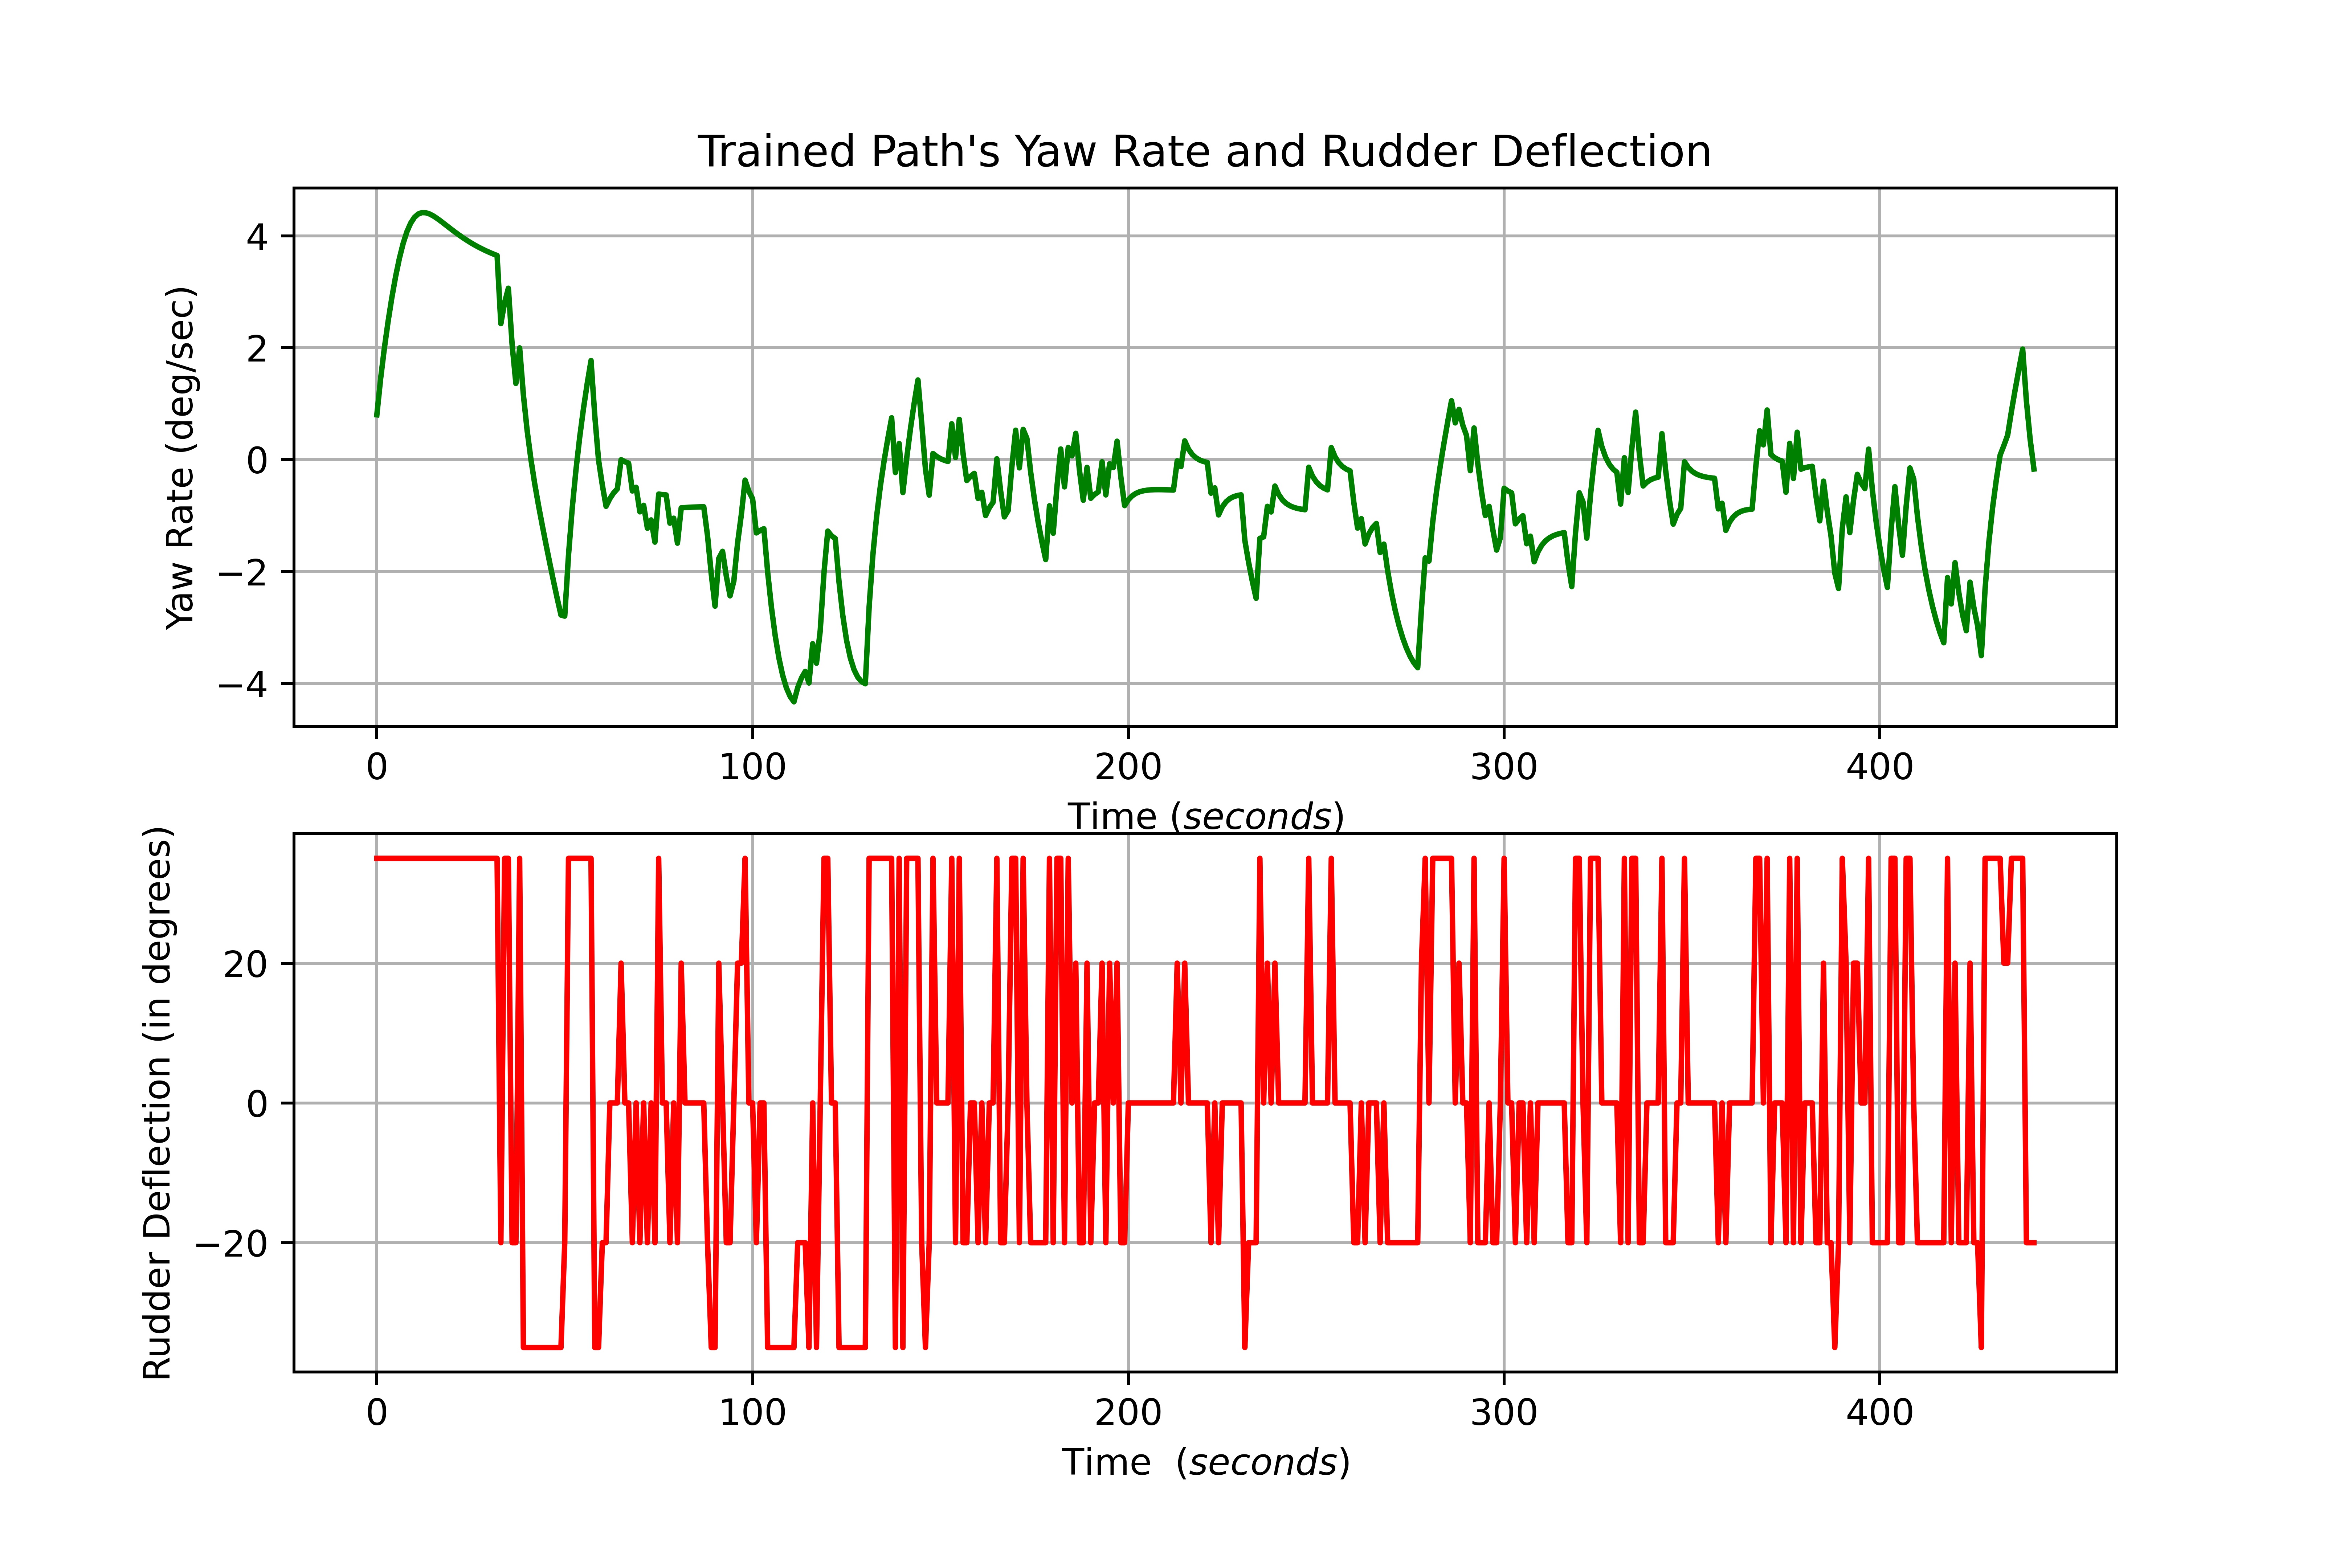 Trained Path's Yaw Rate and Rudder Deflection
Yaw Rate (deg/sec)
4
2
0
−2
−4
0 100 200 300 400
Time (seconds)
Rudder Deflection (in degrees)
20
0
−20
0 100 200 300 400
Time (seconds)